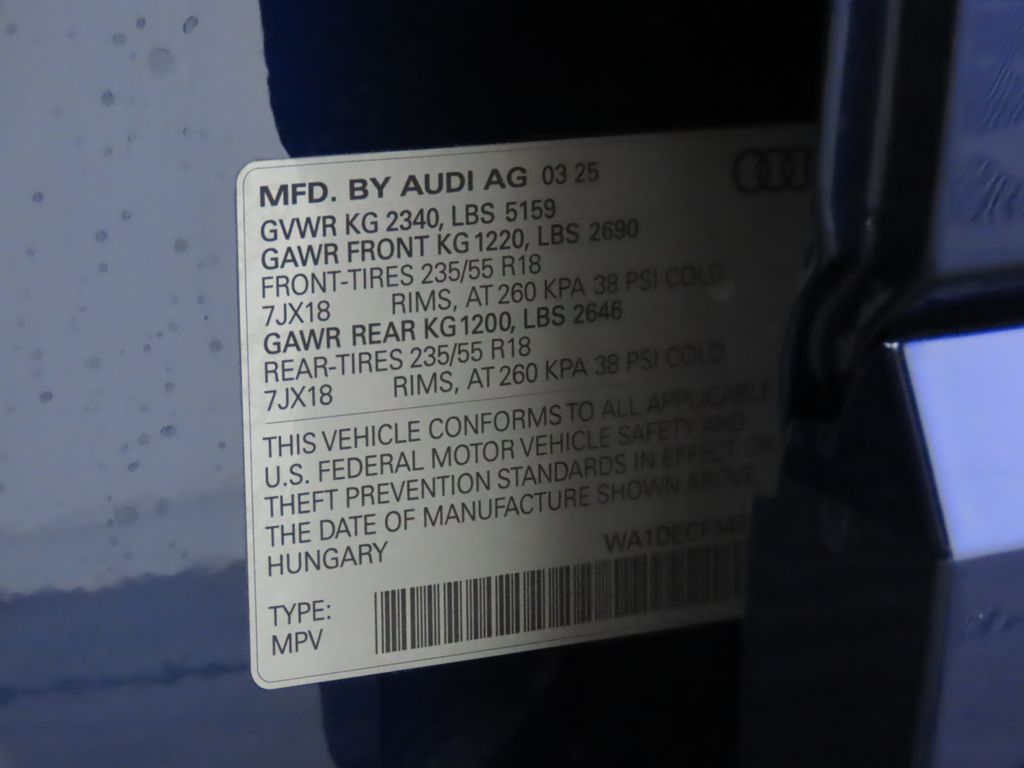 MFD. BY AUDI AG 03 25
GVWR KG 2340, LBS 5159
GAWR FRONT KG 1220, LBS 2690
FRONT-TIRES 235/55 R18
7JX18 RIMS, AT 260 KPA 38 PSI COLD
GAWR REAR KG 1200, LBS 2646
REAR-TIRES 235/55 R18
7JX18 RIMS, AT 260 KPA 38 PSI COLD
THIS VEHICLE CONFORMS TO ALL APPLICABLE
U.S. FEDERAL MOTOR VEHICLE SAFETY AND
THEFT PREVENTION STANDARDS IN EFFECT ON
THE DATE OF MANUFACTURE SHOWN ABOVE
HUNGARY WA1DECF34S
TYPE:
MPV